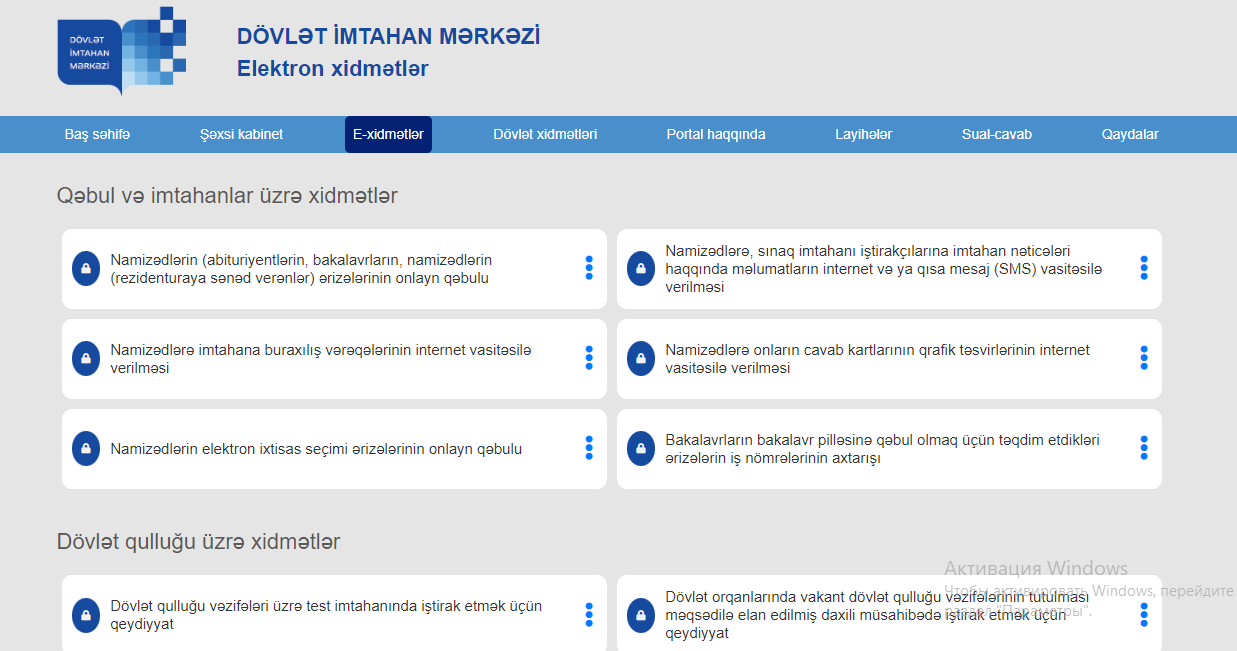 DÖVLƏT
İMTAHAN
MƏRKƏZİ
DÖVLƏT İMTAHAN MƏRKƏZİ
Elektron xidmətlər
Baş səhifə Şəxsi kabinet E-xidmətlər Dövlət xidmətləri Portal haqqında Layihələr Sual-cavab Qaydalar
Qəbul və imtahanlar üzrə xidmətlər
Namizədlərin (abituriyentlərin, bakalavrların, namizədlərin
(rezidenturaya sənəd verənlər) ərizələrinin onlayn qəbulu
Namizədlərə, sınaq imtahanı iştirakçılarına imtahan nəticələri
haqqında məlumatların internet və ya qısa mesaj (SMS) vasitəsilə
verilməsi
Namizədlərə imtahana buraxılış vərəqələrinin internet vasitəsilə
verilməsi
Namizədlərə onların cavab kartlarının qrafik təsvirlərinin internet
vasitəsilə verilməsi
Namizədlərin elektron ixtisas seçimi ərizələrinin onlayn qəbulu
Bakalavrların bakalavr pilləsinə qəbul olmaq üçün təqdim etdikləri
ərizələrin iş nömrələrinin axtarışı
Dövlət qulluğu üzrə xidmətlər
Dövlət qulluğu vəzifələri üzrə test imtahanında iştirak etmək üçün
qeydiyyat
Dövlət orqanlarında vakant dövlət qulluğu vəzifələrinin tutulması
məqsədilə elan edilmiş daxili müsahibədə iştirak etmək üçün
qeydiyyat
Активация Windows
Чтобы активировать Windows, перейдите
раздел "Параметры".